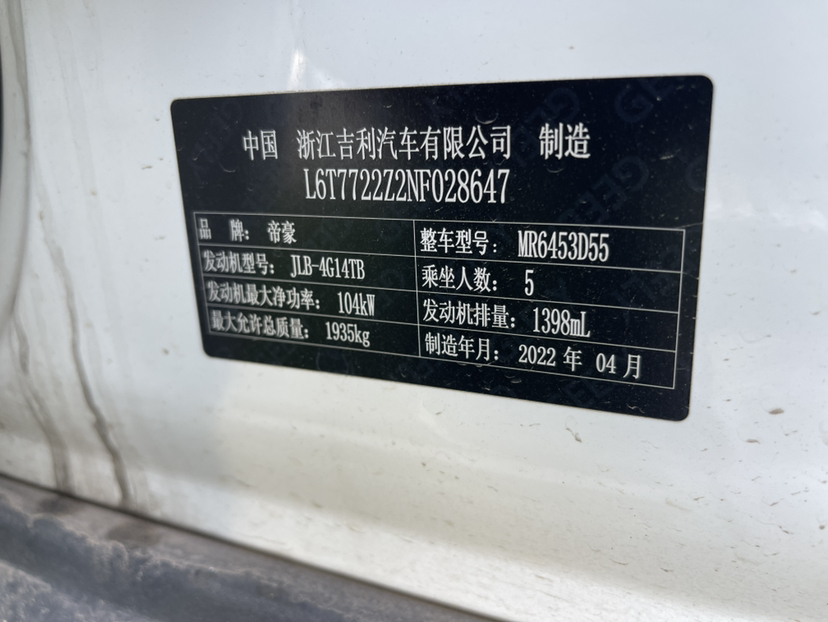 中国 浙江吉利汽车有限公司 制造
L6T7722Z2NF028647
品 牌：帝豪
整车型号：MR6453D55
发动机型号：JLB-4G14TB
乘坐人数：5
发动机最大净功率：104kW
发动机排量：1398mL
最大允许总质量：1935kg
制造年月：2022 年 04 月